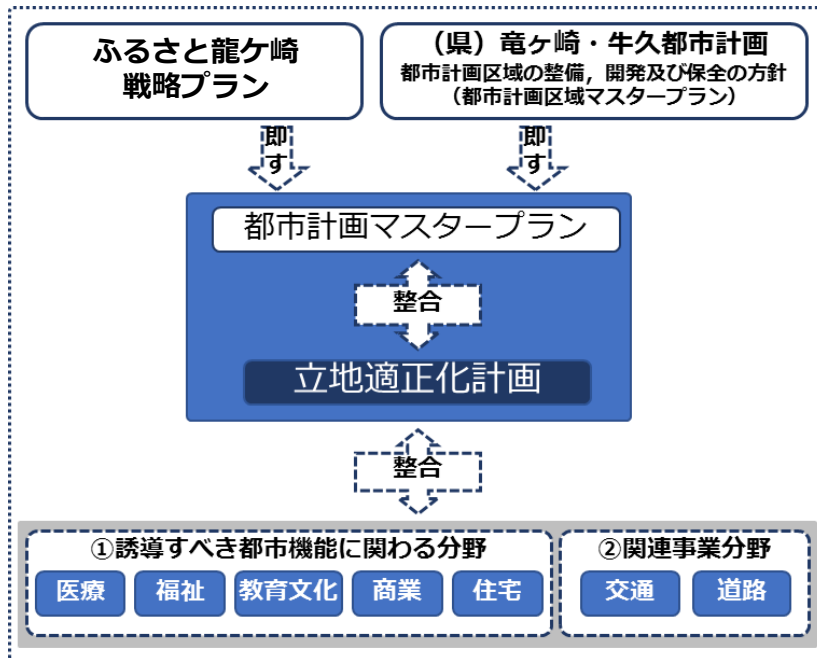 ふるさと龍ケ崎
戦略プラン
（県）竜ヶ崎・牛久都市計画
都市計画区域の整備，開発及び保全の方針
（都市計画区域マスタープラン）
即す
即す
都市計画マスタープラン
整合
立地適正化計画
整合
①誘導すべき都市機能に関わる分野
医療
福祉
教育文化
商業
住宅
②関連事業分野
交通
道路